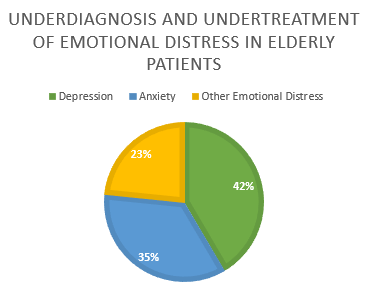 UNDERDIAGNOSIS AND UNDERTREATMENT
OF EMOTIONAL DISTRESS IN ELDERLY
PATIENTS
Depression Anxiety Other Emotional Distress
23%
42%
35%